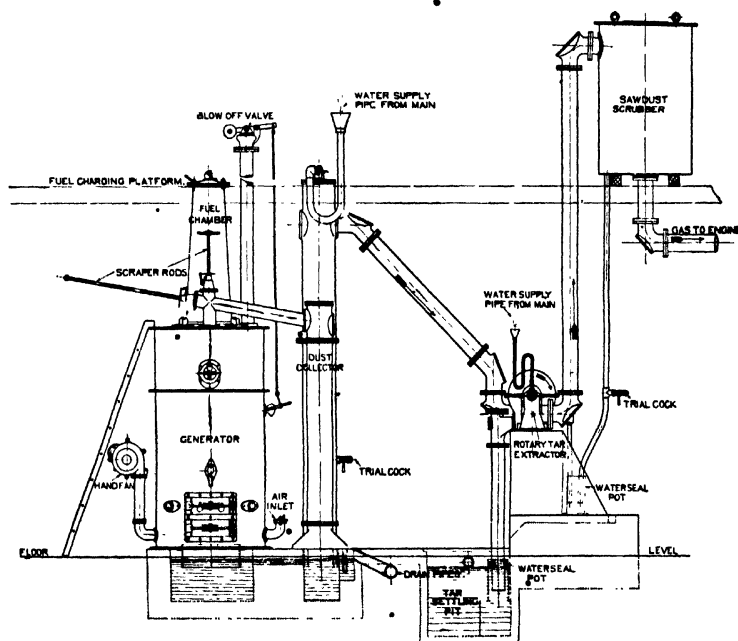 WATER SUPPLY
PIPE FROM MAIN
SAWDUST
SCRUBBER
BLOW OFF VALVE
FUEL CHARGING PLATFORM
FUEL
CHAMBER
GAS TO ENGINE
SCRAPER RODS
WATER SUPPLY
PIPE FROM MAIN
DUST
COLLECTOR
TRIAL COCK
GENERATOR
ROTARY TAR
EXTRACTOR
TRIAL COCK
HAND FAN
AIR
INLET
WATERSEAL
POT
FLOOR
LEVEL
DRAIN PIPES
WATERSEAL
POT
TAR
SETTLING
PIT